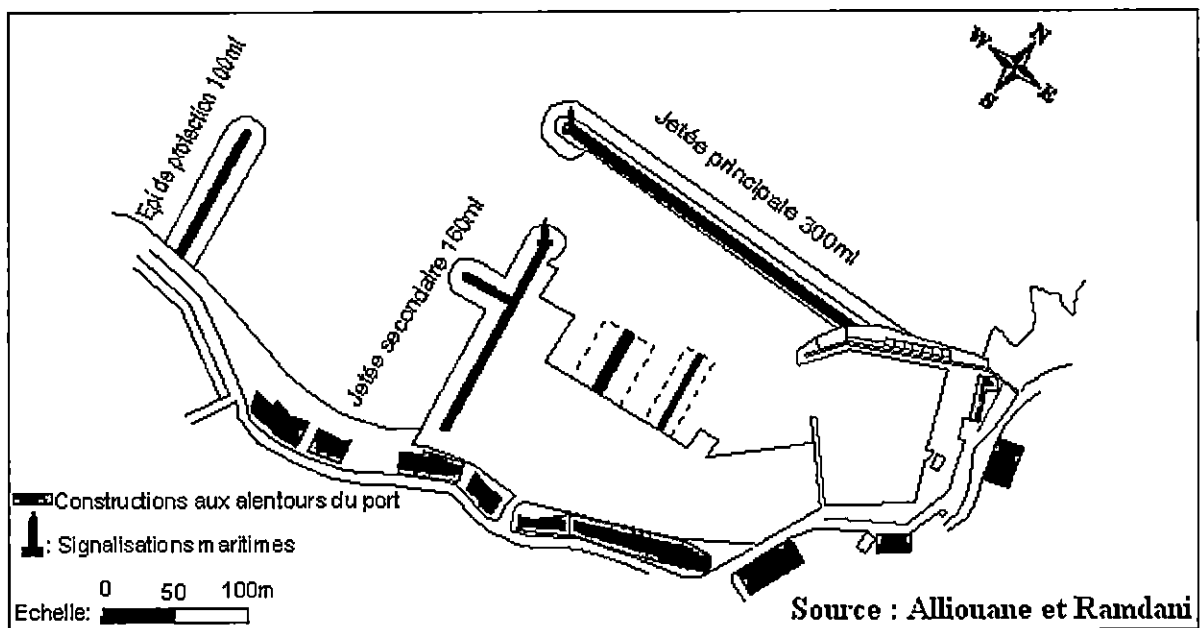 Epi de protection 100ml
Jetée principale 300ml
Jetée secondaire 160ml
W N
S E
Constructions aux alentours du port
: Signalisations maritimes
0 50 100m
Echelle:
Source : Alliouane et Ramdani